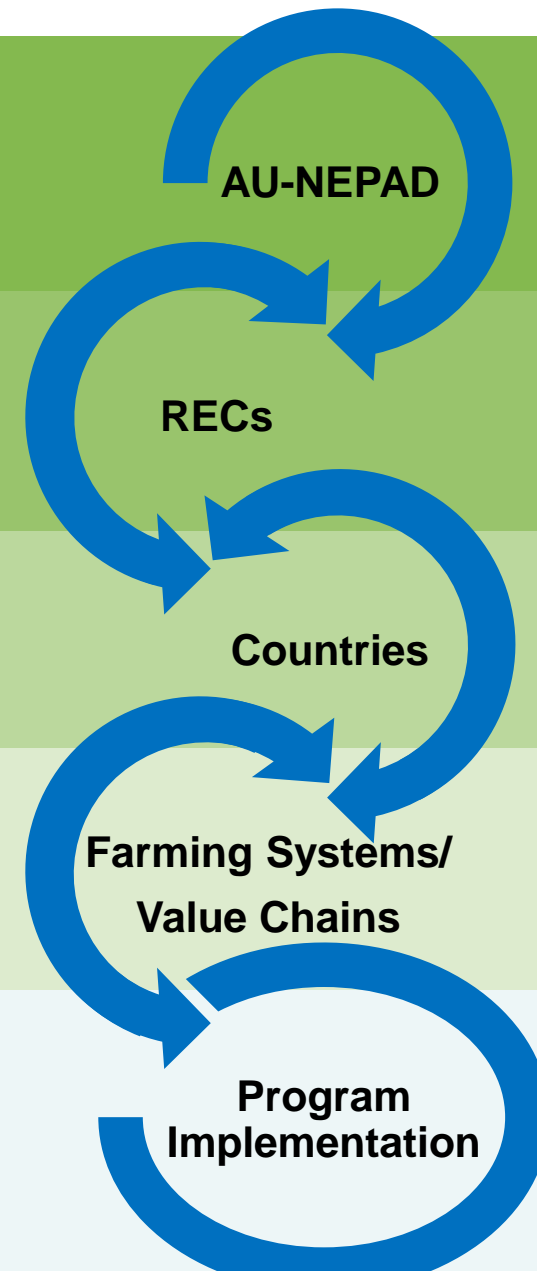 AU-NEPAD
RECs
Countries
Farming Systems/
Value Chains
Program
Implementation